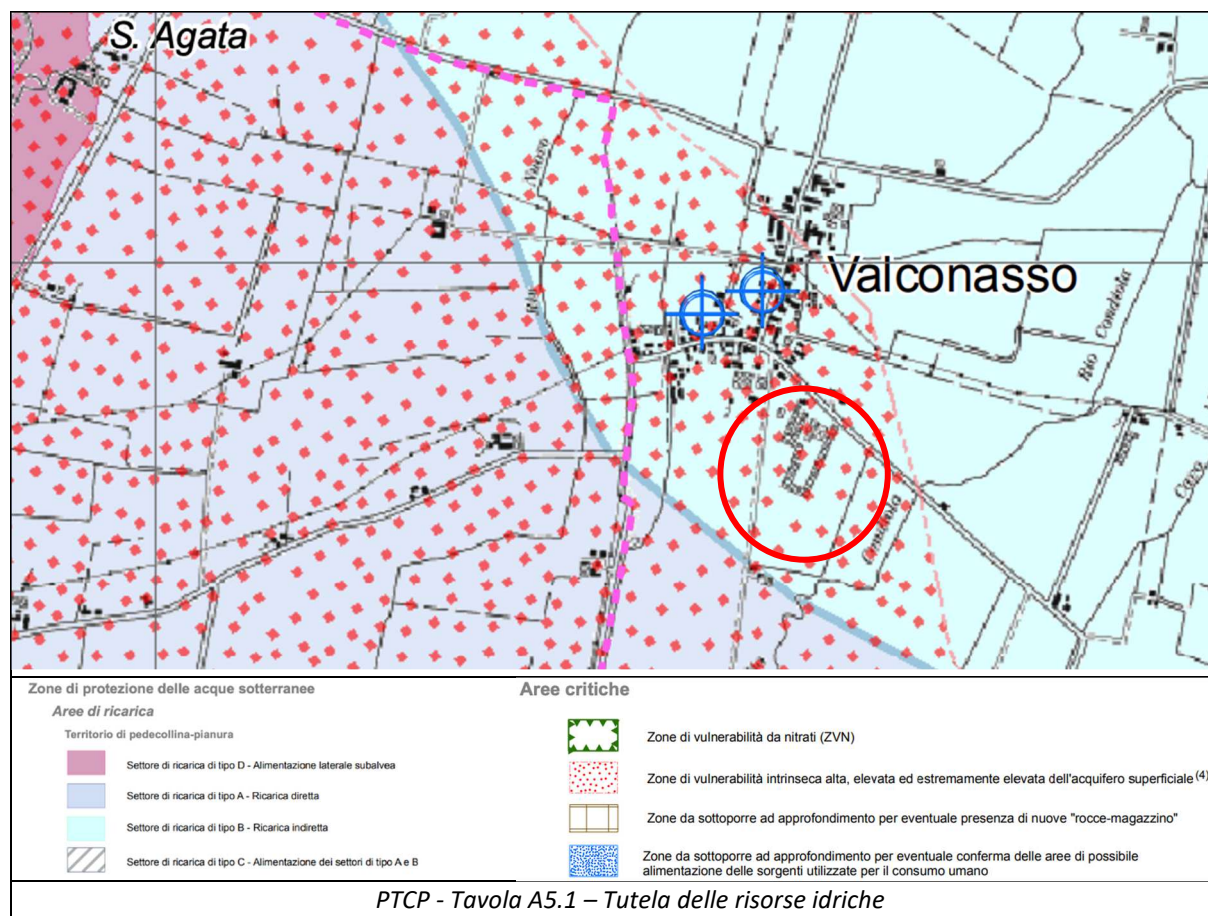 S. Agata
Valconasso
Rio
Rio Condiola
Condiola
Zone di protezione delle acque sotterranee
Aree di ricarica
Territorio di pedecollina-pianura
Settore di ricarica di tipo D - Alimentazione laterale subalvea
Settore di ricarica di tipo A - Ricarica diretta
Settore di ricarica di tipo B - Ricarica indiretta
Settore di ricarica di tipo C - Alimentazione dei settori di tipo A e B
Aree critiche
Zone di vulnerabilità da nitrati (ZVN)
Zone di vulnerabilità intrinseca alta, elevata ed estremamente elevata dell'acquifero superficiale (4)
Zone da sottoporre ad approfondimento per eventuale presenza di nuove "rocce-magazzino"
Zone da sottoporre ad approfondimento per eventuale conferma delle aree di possibile
alimentazione delle sorgenti utilizzate per il consumo umano
PTCP - Tavola A5.1 – Tutela delle risorse idriche